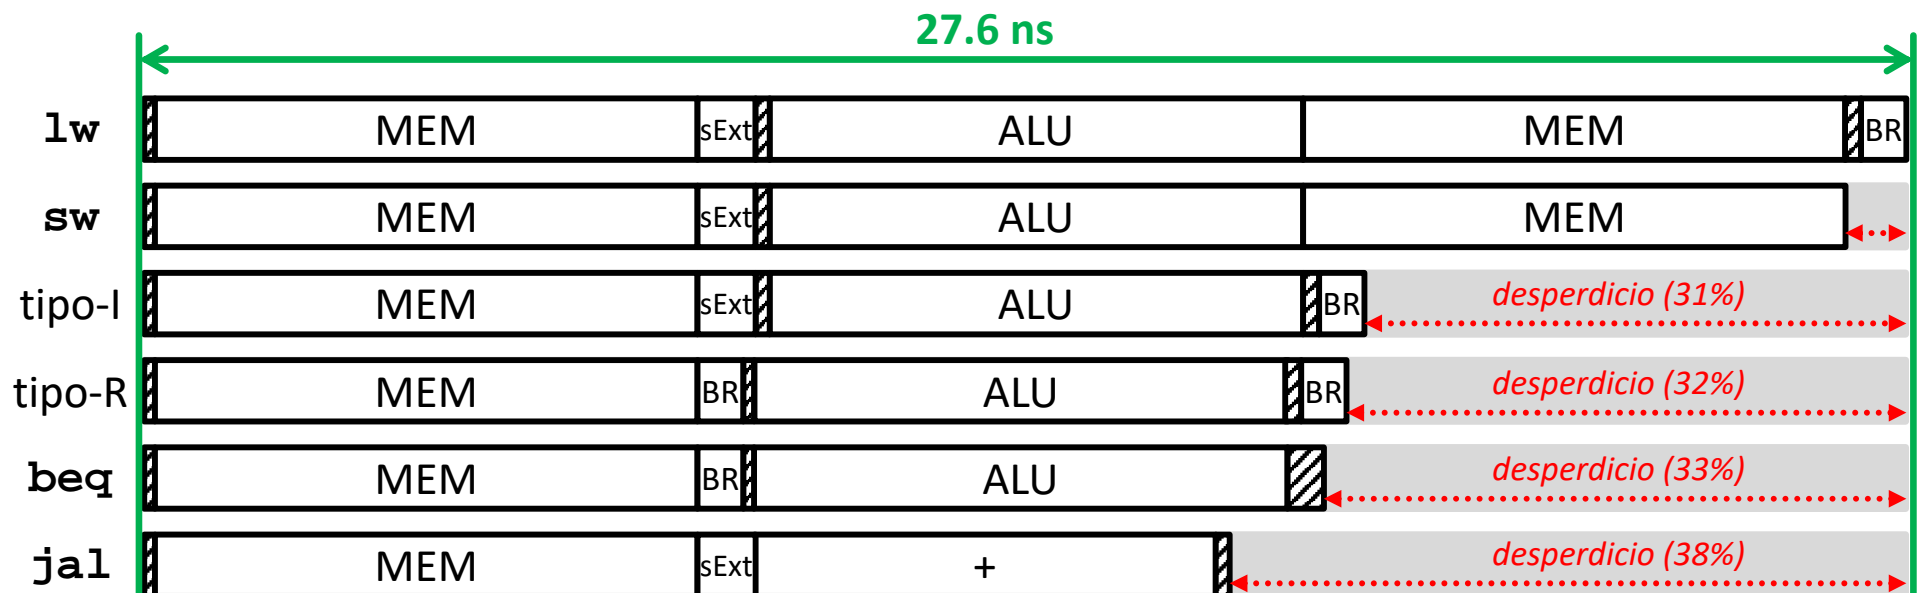 27.6 ns
lw MEM sExt ALU MEM BR
sw MEM sExt ALU MEM
tipo-I MEM sExt ALU BR desperdicio (31%)
tipo-R MEM BR ALU BR desperdicio (32%)
beq MEM BR ALU desperdicio (33%)
jal MEM sExt + desperdicio (38%)